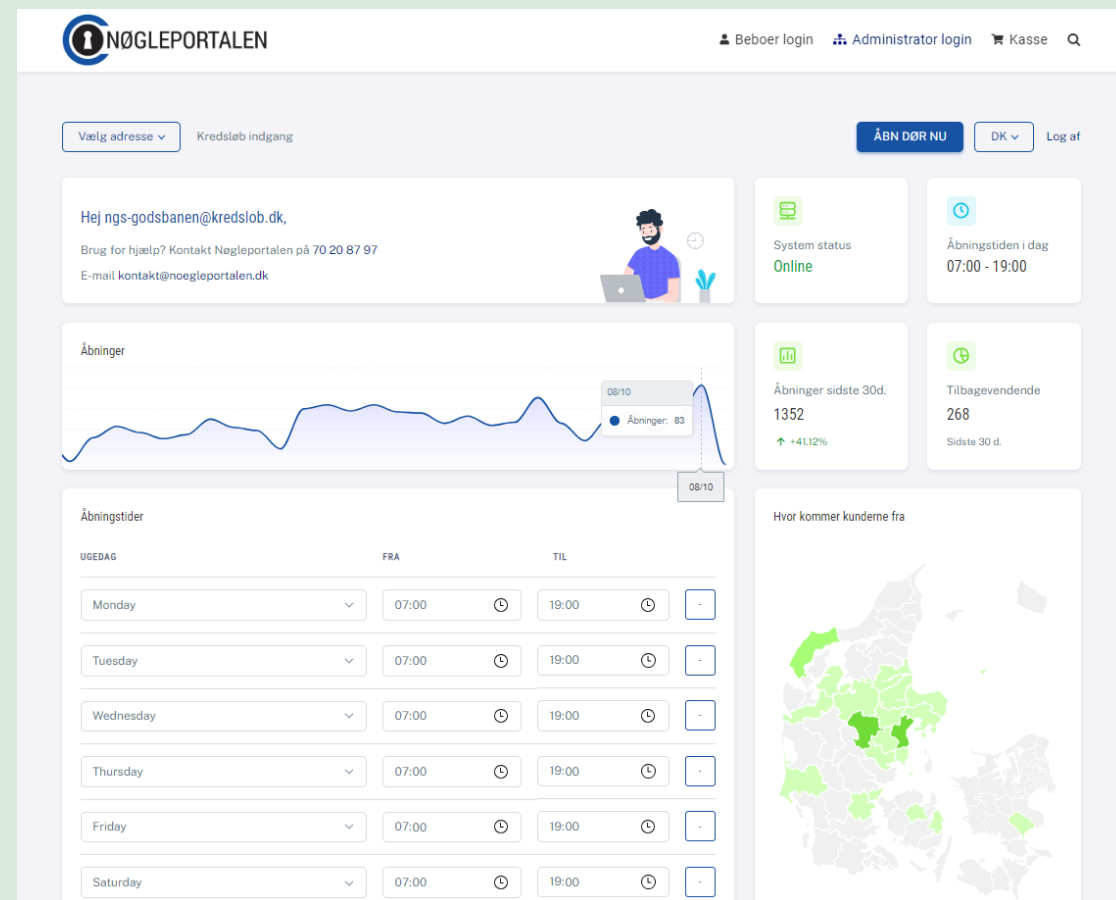 NØGLEPORTALEN
Beboer login Administrator login Kasse
Vælg adresse Kredsløb indgang ÅBN DØR NU DK Log af
Hej ngs-godsbanen@kredslob.dk,
Brug for hjælp? Kontakt Nøgleportalen på 70 20 87 97
E-mail kontakt@noegleportalen.dk
System status
Online
Åbningstiden i dag
07:00 - 19:00
Åbninger
08/10
Åbninger: 83
08/10
Åbninger sidste 30d.
1352
+41.12%
Tilbagevendende
268
Sidste 30 d.
Åbningstider
UGEDAG FRA TIL
Monday 07:00 19:00 -
Tuesday 07:00 19:00 -
Wednesday 07:00 19:00 -
Thursday 07:00 19:00 -
Friday 07:00 19:00 -
Saturday 07:00 19:00 -
Hvor kommer kunderne fra